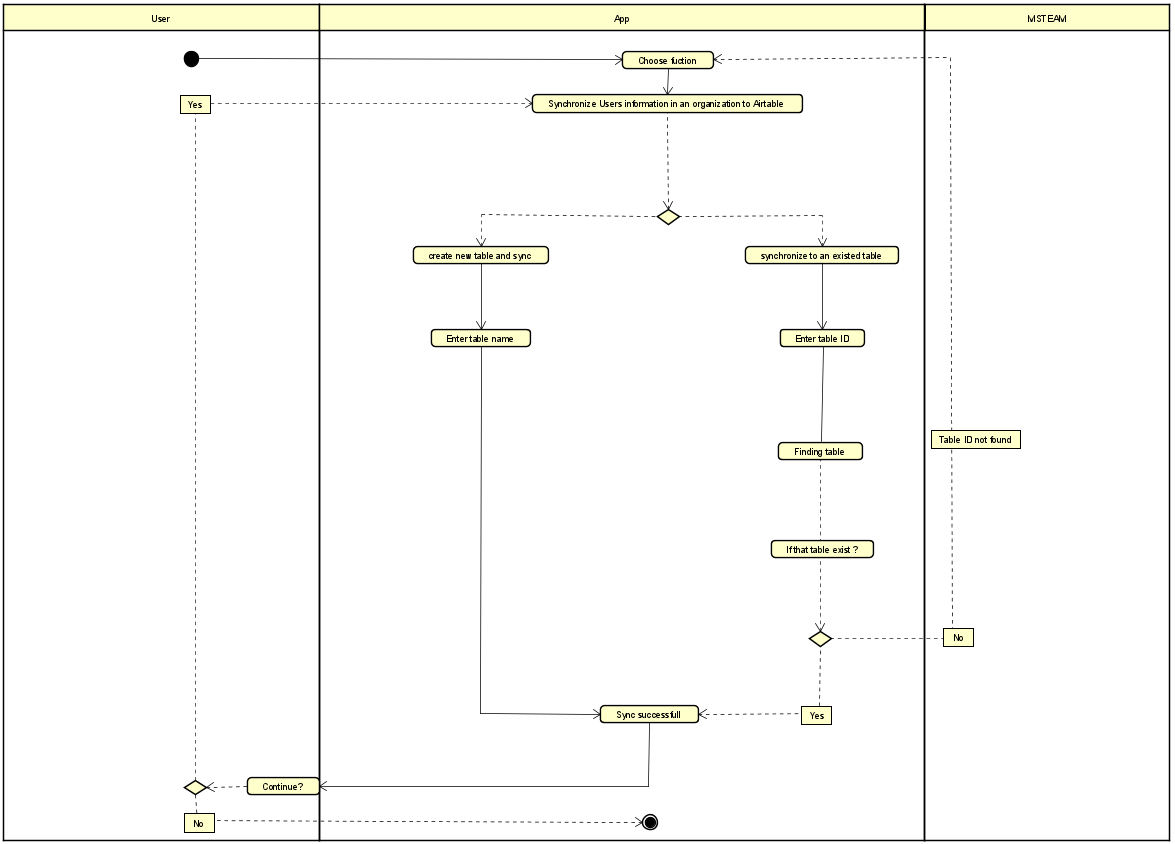 User
App
MSTEAM
Choose fuction
Yes
Synchronize Users information in an organization to Airtable
create new table and sync
synchronize to an existed table
Enter table name
Enter table ID
Table ID not found
Finding table
If that table exist ?
No
Sync successfull
Yes
Continue?
No